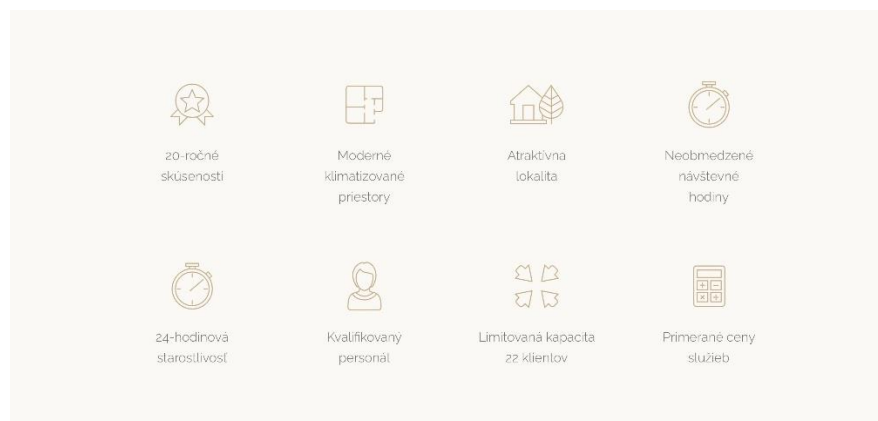 20-ročné
skúsenosti
Moderné
klimatizované
priestory
Atraktívna
lokalita
Neobmedzené
návštevné
hodiny
24-hodinová
starostlivosť
Kvalifikovaný
personál
Limitovaná kapacita
22 klientov
Primerané ceny
služieb